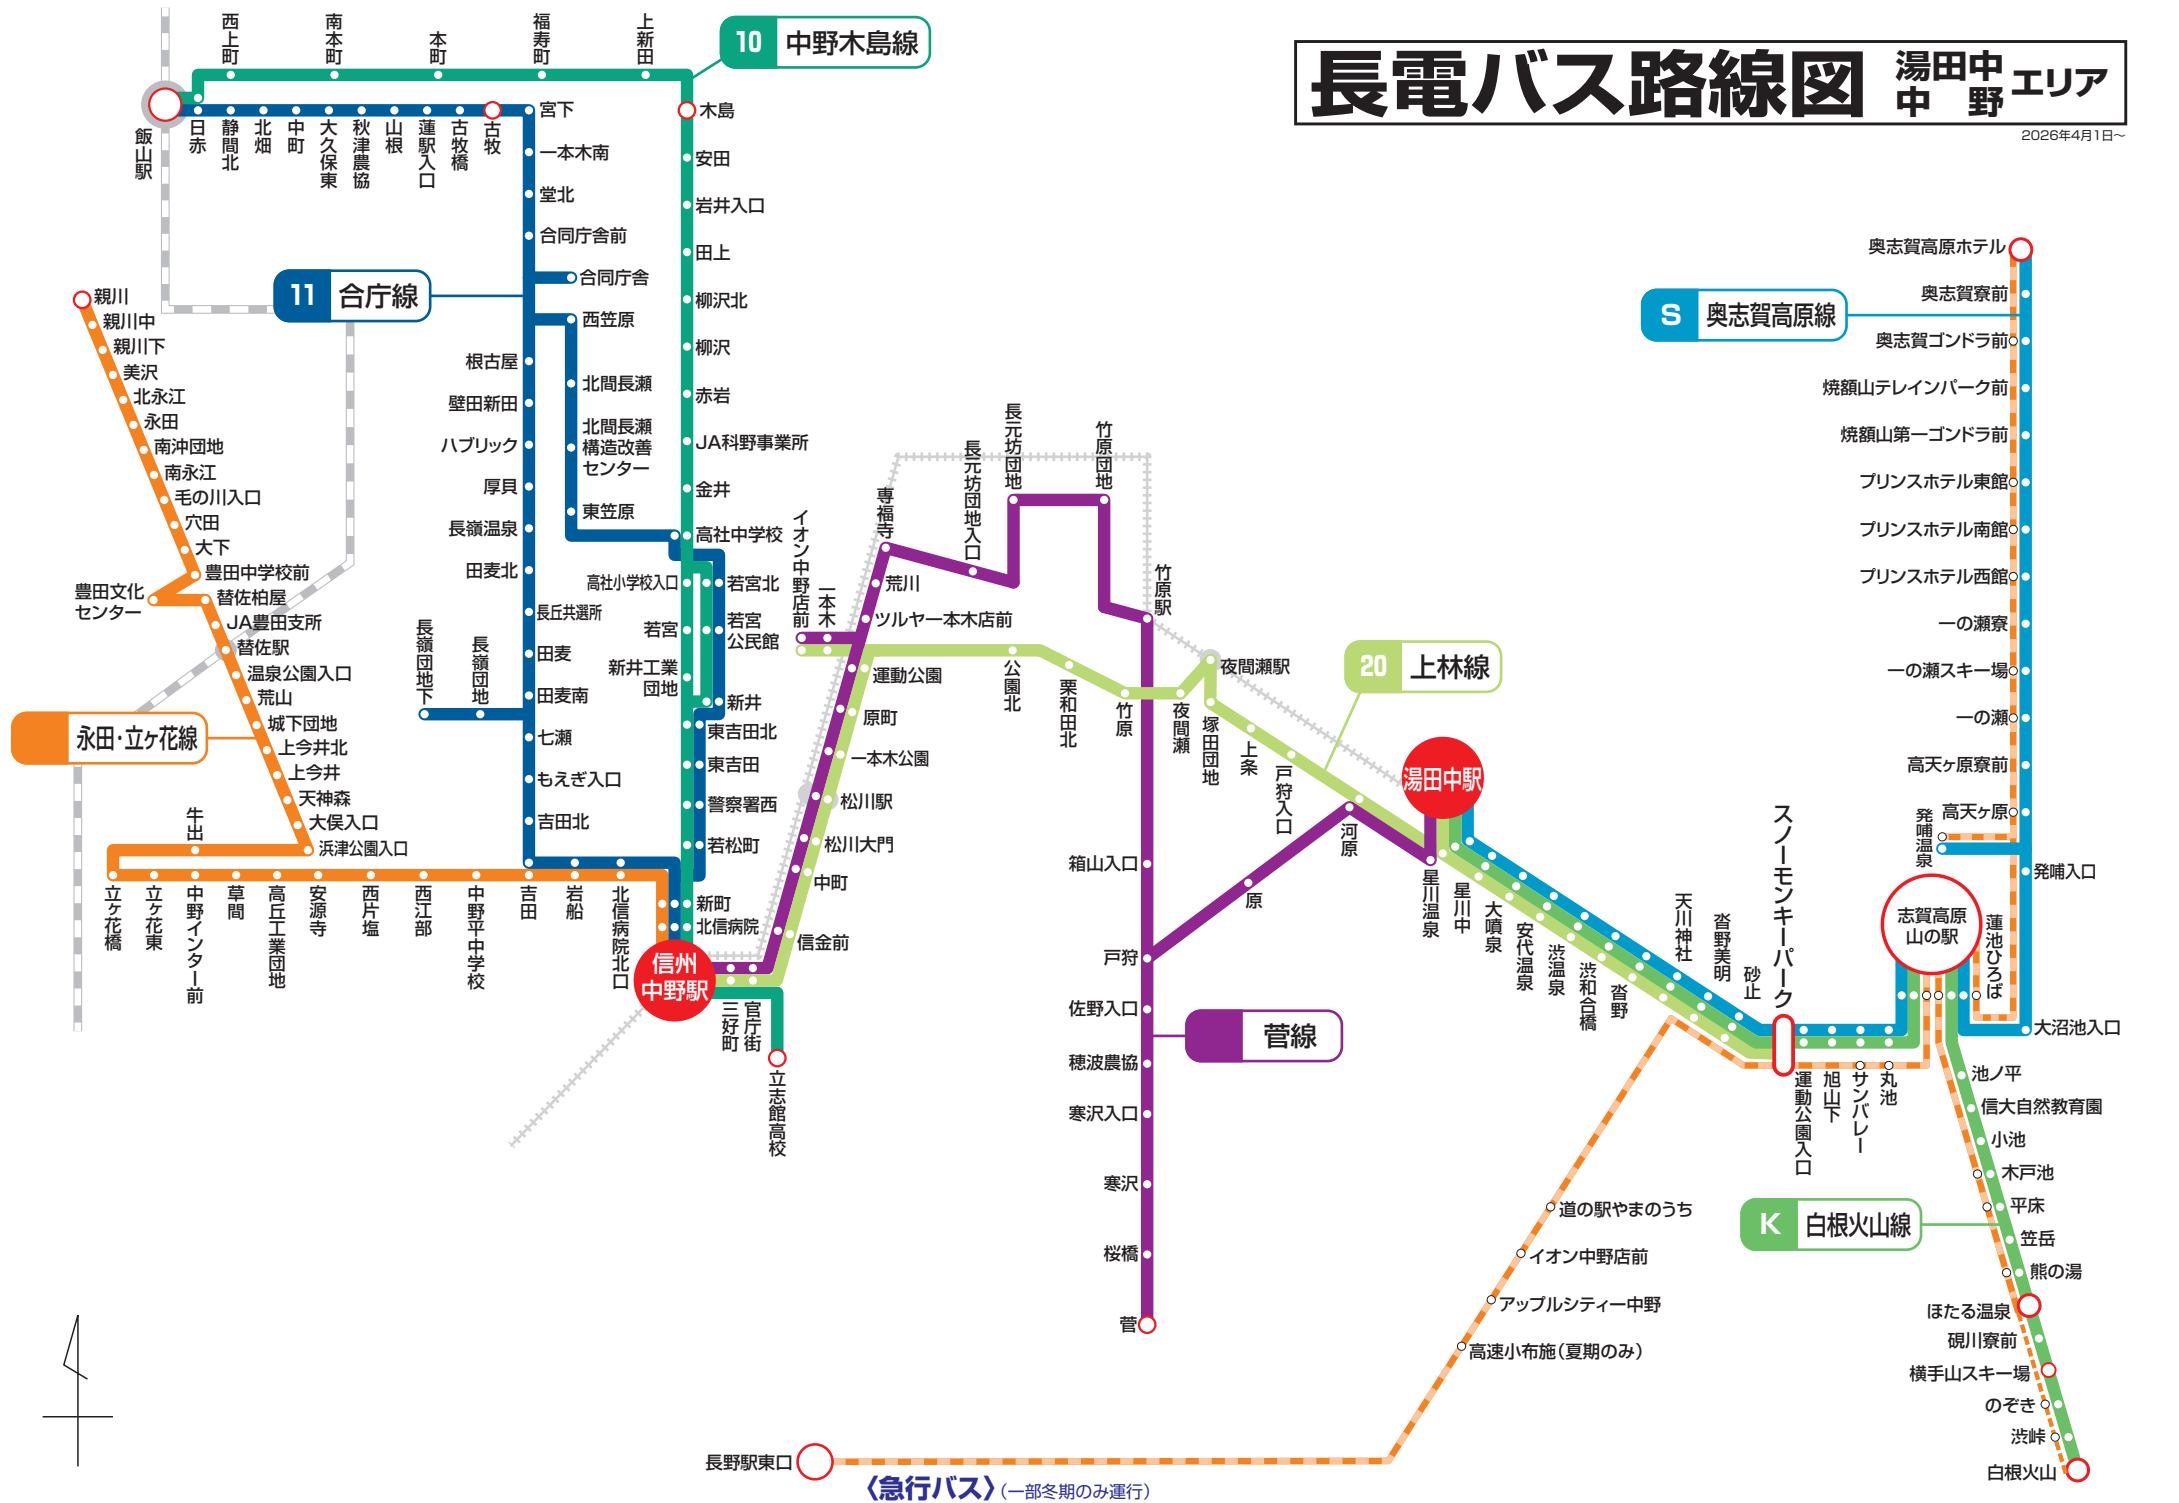 長電バス路線図
湯田中
中野
エリア
2026年4月1日～
10 中野木島線
西上町
南本町
本町
福寿町
上新田
飯山駅
日赤
静間北
北畑
中町
大久保東
秋津農協
山根
蓮駅入口
古牧橋
古牧
宮下
一本木南
堂北
合同庁舎前
合同庁舎
西笠原
北間長瀬
北間長瀬
構造改善
センター
東笠原
11 合庁線
根古屋
壁田新田
ハブリック
厚貝
長嶺温泉
田麦北
長丘共選所
田麦
田麦南
長嶺団地下
長嶺団地
七瀬
もえぎ入口
吉田北
木島
安田
岩井入口
田上
柳沢北
柳沢
赤岩
JA科野事業所
金井
高社中学校
高社小学校入口
若宮北
若宮
若宮
公民館
新井工業
団地
新井
東吉田北
東吉田
警察署西
若松町
新町
北信病院
信州
中野駅
三好町
官庁街
立志館高校
親川
親川中
親川下
美沢
北永江
永田
南沖団地
南永江
毛の川入口
穴田
大下
豊田中学校前
豊田文化
センター
替佐柏屋
JA豊田支所
替佐駅
温泉公園入口
荒山
城下団地
上今井北
上今井
天神森
大俣入口
浜津公園入口
永田・立ヶ花線
牛出
立ヶ花橋
立ヶ花東
中野インター前
草間
高丘工業団地
安源寺
西片塩
西江部
中野平中学校
吉田
岩船
北信病院北口
イオン中野店前
一本木
専福寺
荒川
ツルヤ一本木店前
運動公園
原町
一本木公園
松川駅
松川大門
中町
信金前
長元坊団地入口
長元坊団地
竹原団地
竹原駅
公園北
栗和田北
竹原
夜間瀬
夜間瀬駅
塚田団地
上条
戸狩入口
20 上林線
河原
原
箱山入口
戸狩
佐野入口
穂波農協
寒沢入口
寒沢
桜橋
菅
菅線
湯田中駅
星川温泉
星川中
大噴泉
安代温泉
渋温泉
渋和合橋
沓野
天川神社
沓野美明
砂止
スノーモンキーパーク
運動公園入口
旭山下
サンバレー
丸池
志賀高原
山の駅
蓮池ひろば
S 奥志賀高原線
奥志賀高原ホテル
奥志賀寮前
奥志賀ゴンドラ前
焼額山テレインパーク前
焼額山第一ゴンドラ前
プリンスホテル東館
プリンスホテル南館
プリンスホテル西館
一の瀬寮
一の瀬スキー場
一の瀬
高天ヶ原寮前
高天ヶ原
発哺温泉
発哺入口
大沼池入口
池ノ平
信大自然教育園
小池
木戸池
平床
笠岳
熊の湯
ほたる温泉
硯川寮前
横手山スキー場
のぞき
渋峠
白根火山
K 白根火山線
道の駅やまのうち
イオン中野店前
アップルシティー中野
高速小布施（夏期のみ）
長野駅東口
〈急行バス〉（一部冬期のみ運行）